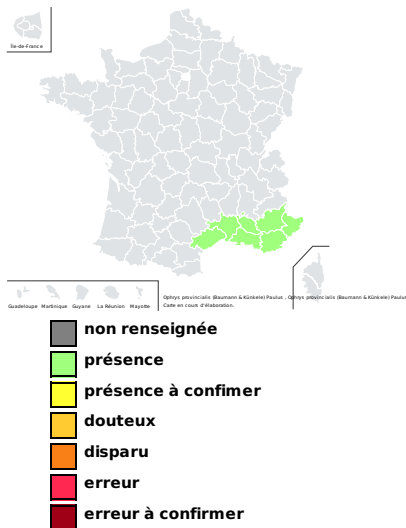 Île-de-France
Guadeloupe Martinique Guyane La Réunion Mayotte
Ophrys provincialis (Baumann & Künkele) Paulus , Ophrys provincialis (Baumann & Künkele) Paulus
Carte en cours d'élaboration.
non renseignée
présence
présence à confimer
douteux
disparu
erreur
erreur à confirmer